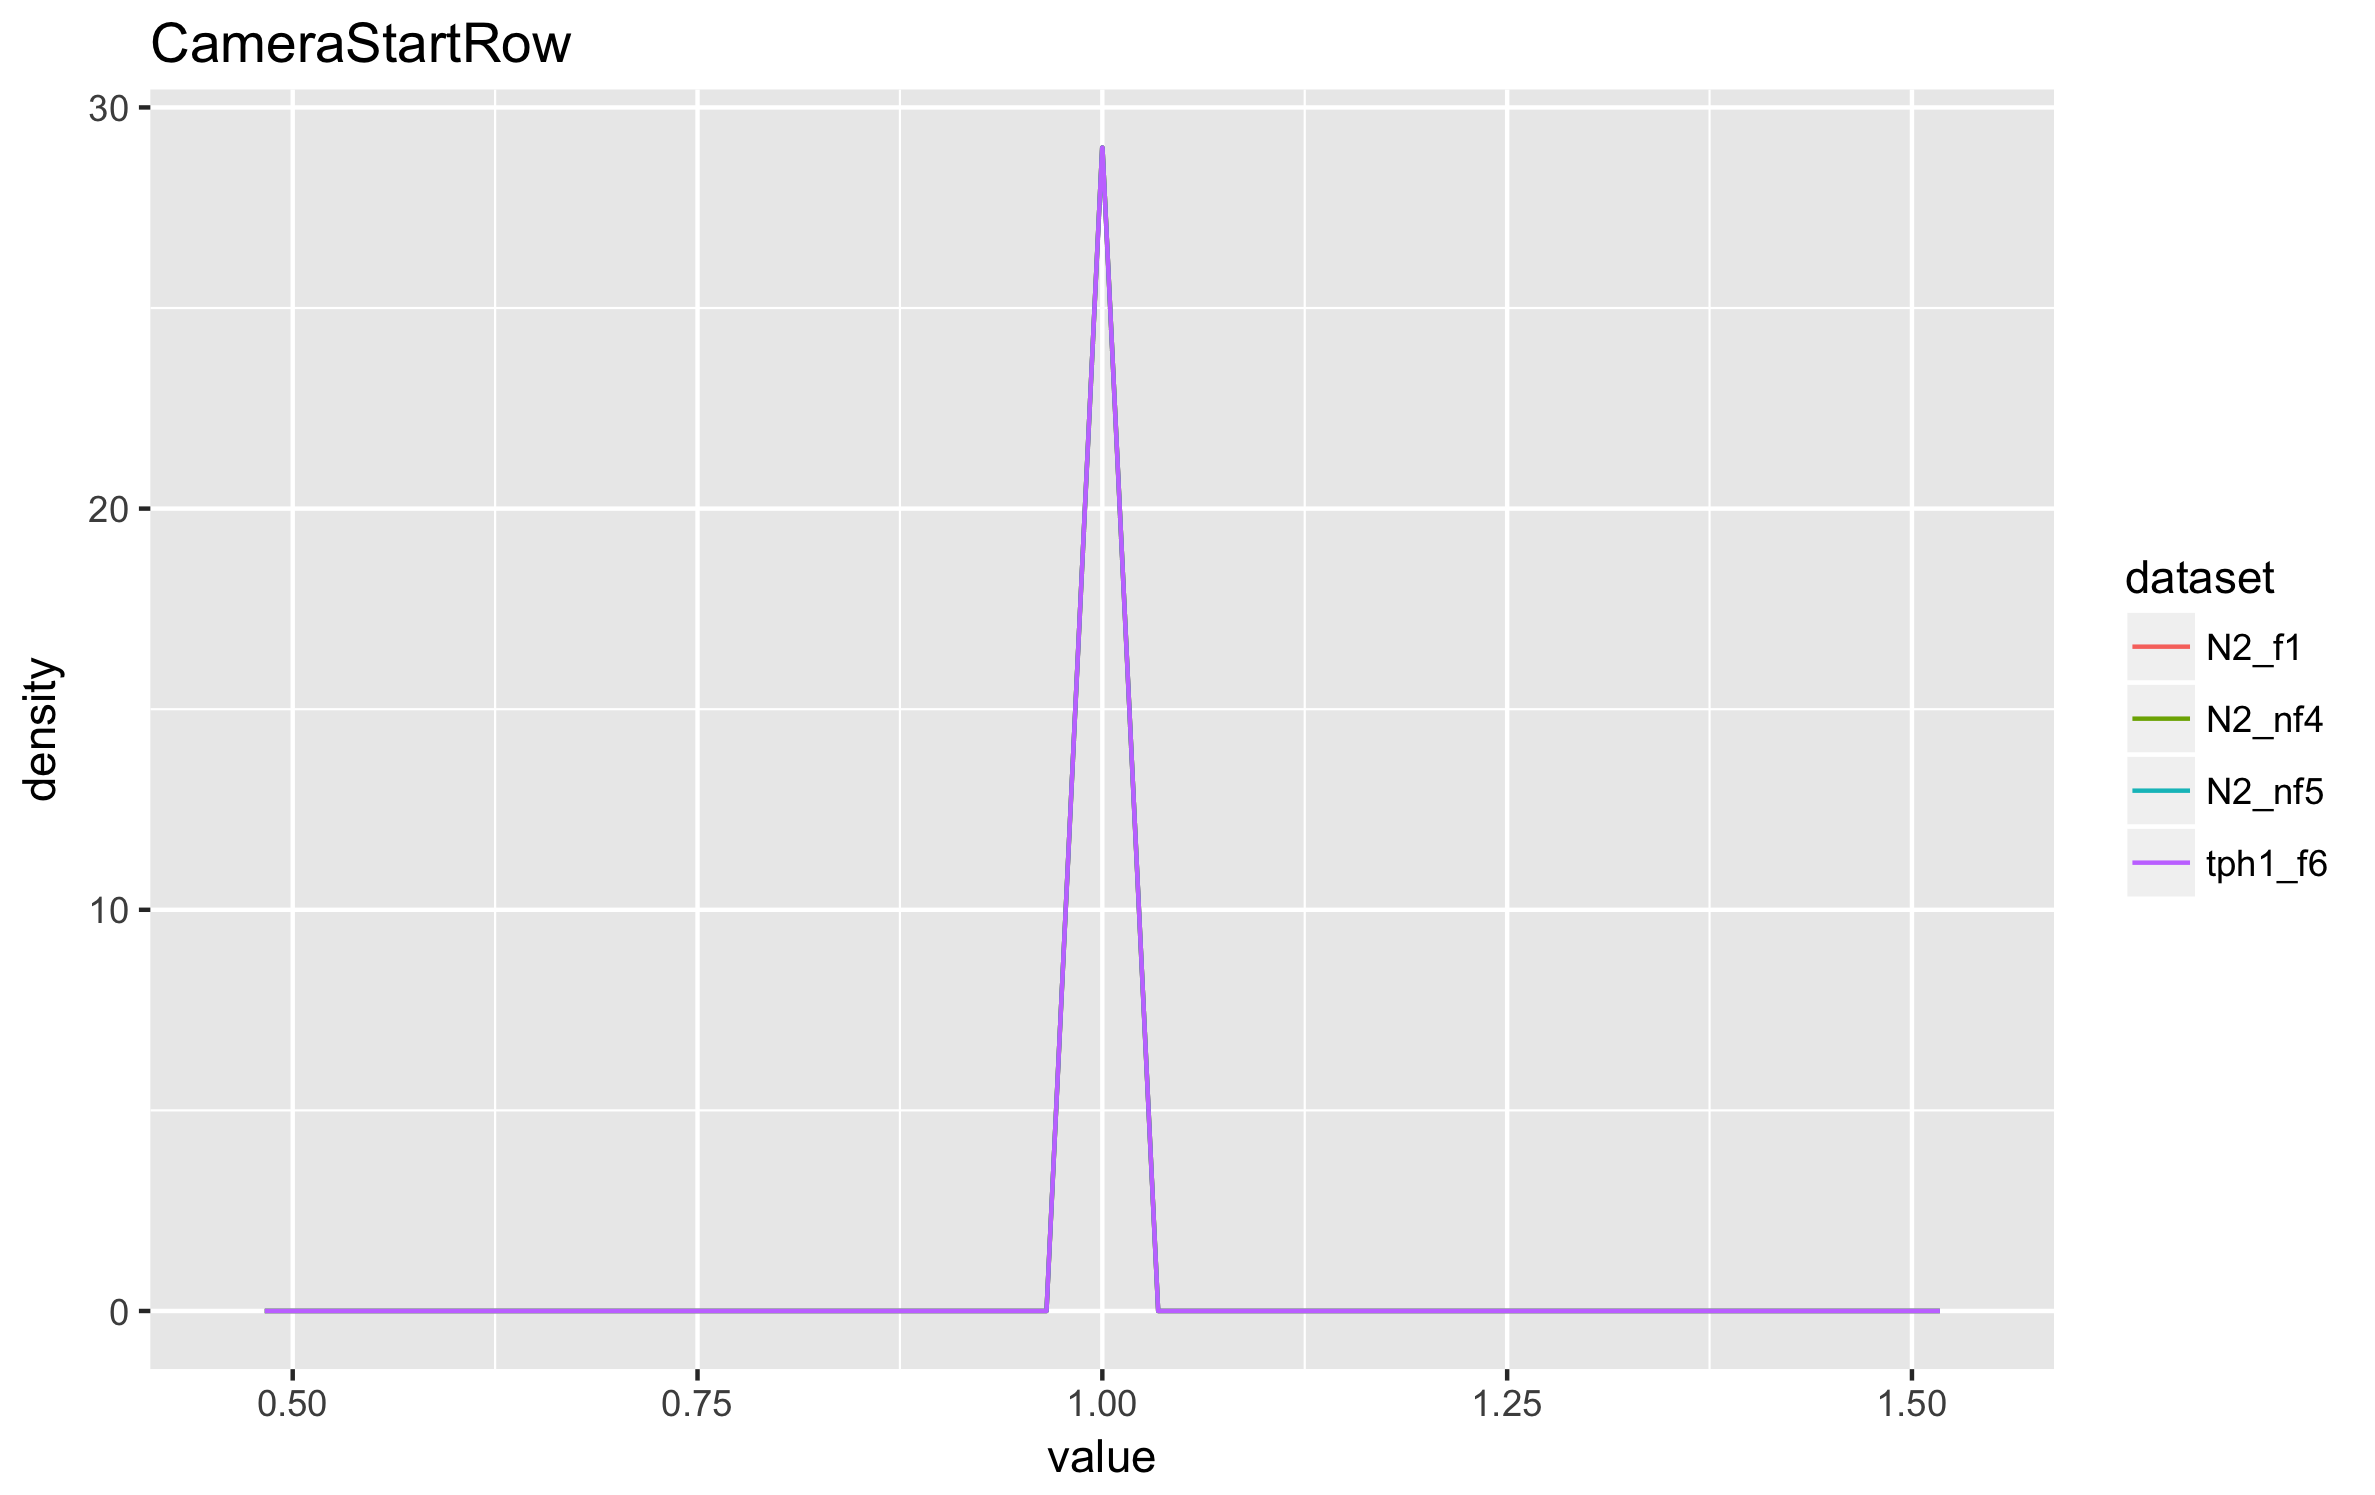 CameraStartRow
30
20
10
0
density
0.50 0.75 1.00 1.25 1.50
value
dataset
N2_f1
N2_nf4
N2_nf5
tph1_f6